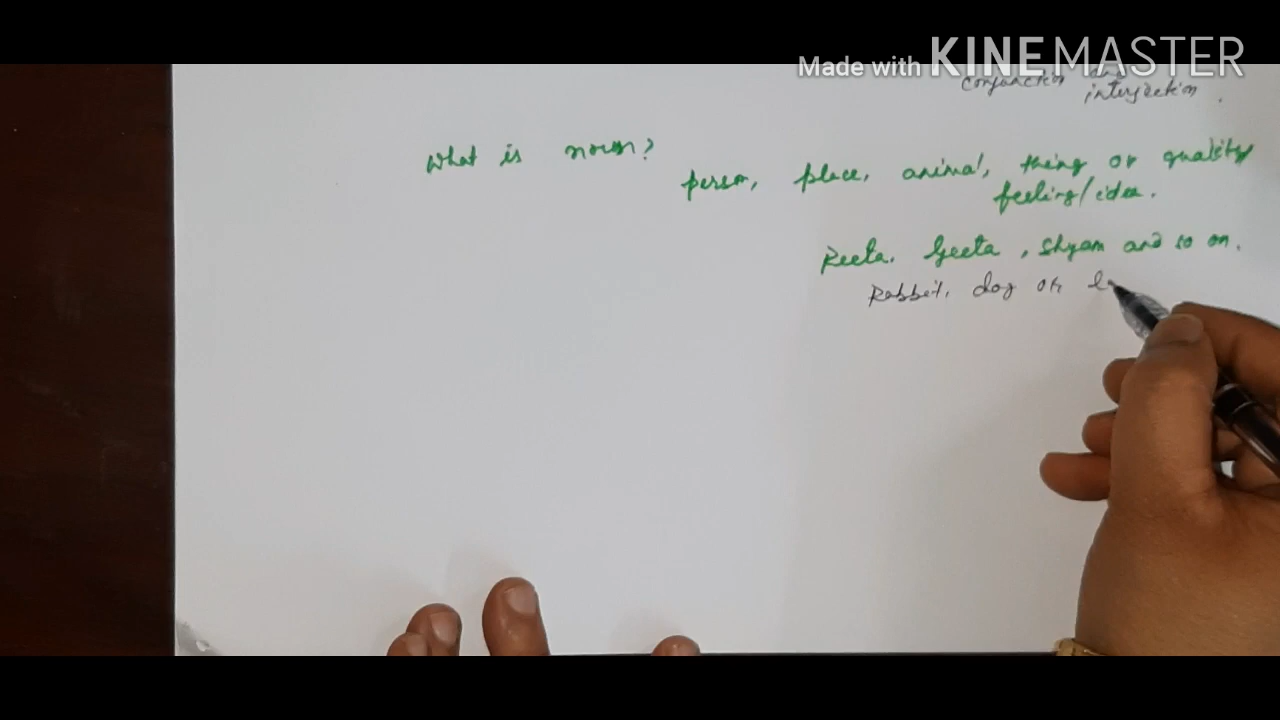 Made with KINEMASTER
conjunction and
interjection .
What is noun?
person, place, animal, thing or quality
feeling/idea.
Reeta. Geeta , Shyam and so on.
Rabbit, dog or